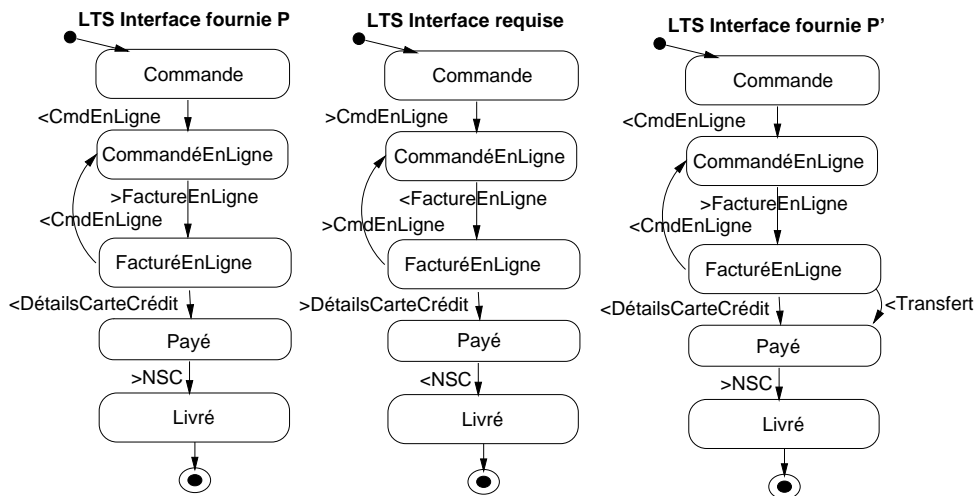 LTS Interface fournie P
Commande
<CmdEnLigne
CommandéEnLigne
>FactureEnLigne
<CmdEnLigne
FacturéEnLigne
<DétailsCarteCrédit
Payé
>NSC
Livré
LTS Interface requise
Commande
>CmdEnLigne
CommandéEnLigne
<FactureEnLigne
>CmdEnLigne
FacturéEnLigne
>DétailsCarteCrédit
Payé
<NSC
Livré
LTS Interface fournie P’
Commande
<CmdEnLigne
CommandéEnLigne
>FactureEnLigne
<CmdEnLigne
FacturéEnLigne
<DétailsCarteCrédit
<Transfert
Payé
>NSC
Livré